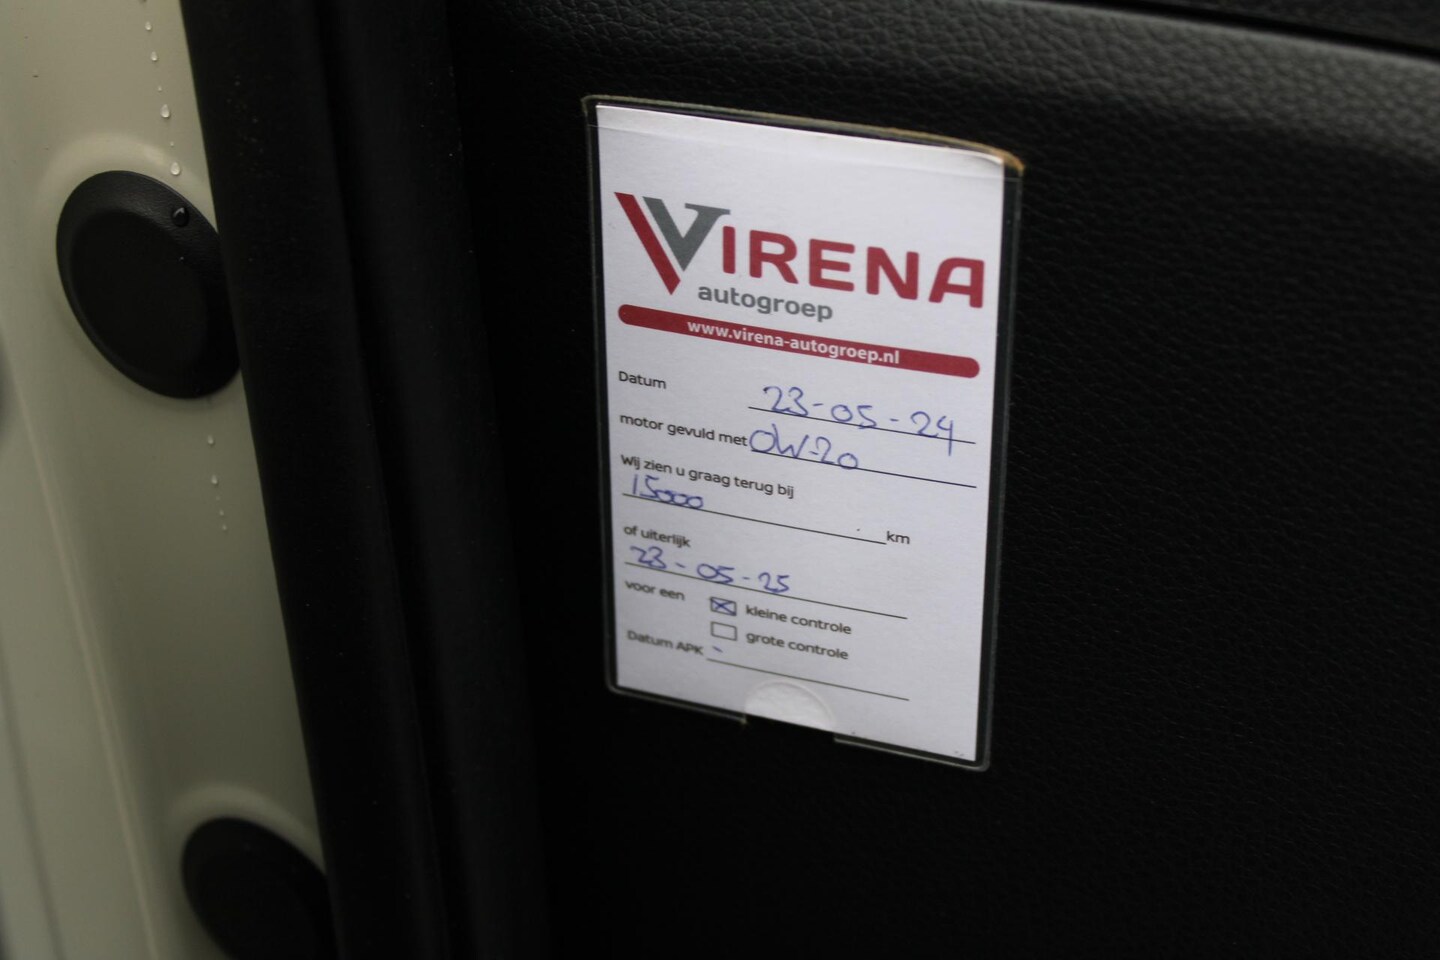 VIRENA
autogroep
www.virena-autogroep.nl
Datum 23-05-24
motor gevuld met 0W-20
Wij zien u graag terug bij
15000 km
of uiterlijk
23-05-25
voor een ☒ kleine controle
☐ grote controle
Datum APK -